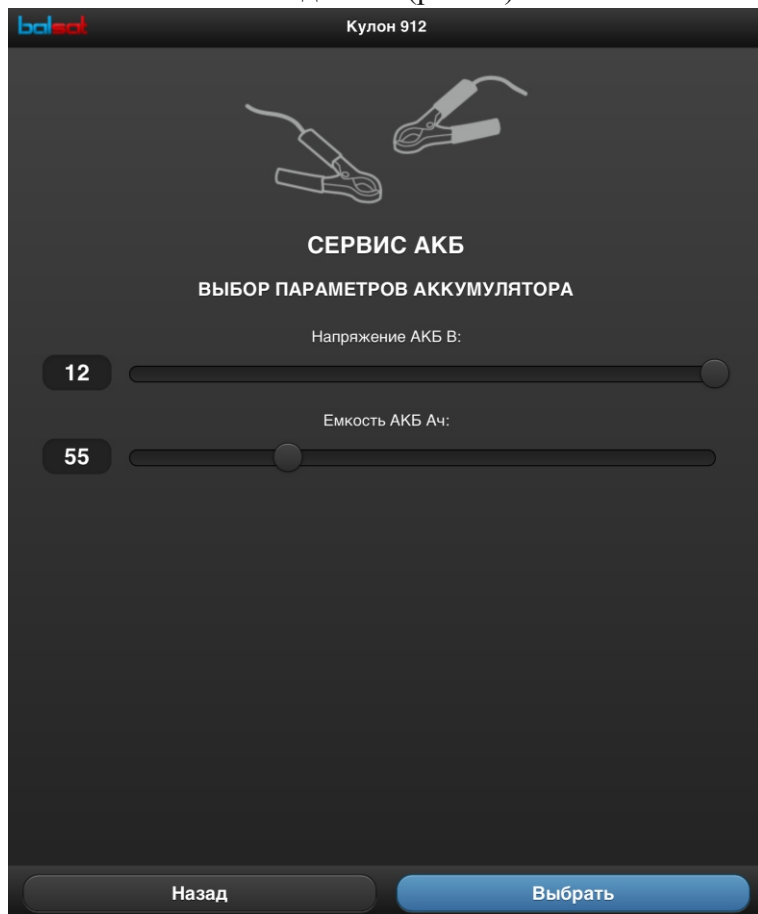 balsat
Кулон 912
СЕРВИС АКБ
ВЫБОР ПАРАМЕТРОВ АККУМУЛЯТОРА
Напряжение АКБ В:
12
Емкость АКБ Ач:
55
Назад
Выбрать